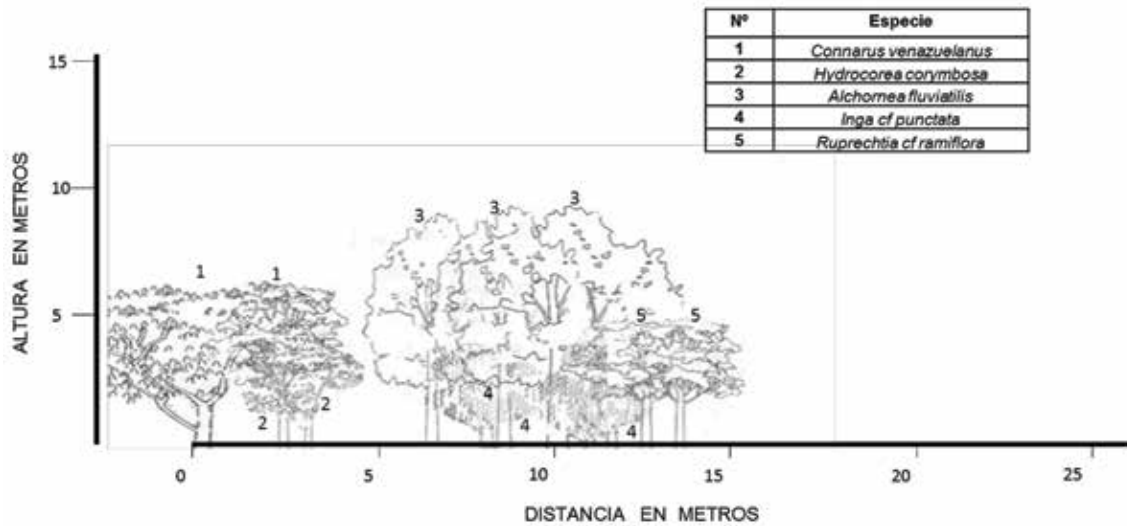 Nº Especie
1 Connarus venazuelanus
2 Hydrocorea corymbosa
3 Alchornea fluviatilis
4 Inga cf punctata
5 Ruprechtia cf ramiflora
15
10
5
ALTURA EN METROS
1 1
2 2
3 3 3
5 5
4
4 4
0 5 10 15 20 25
DISTANCIA EN METROS